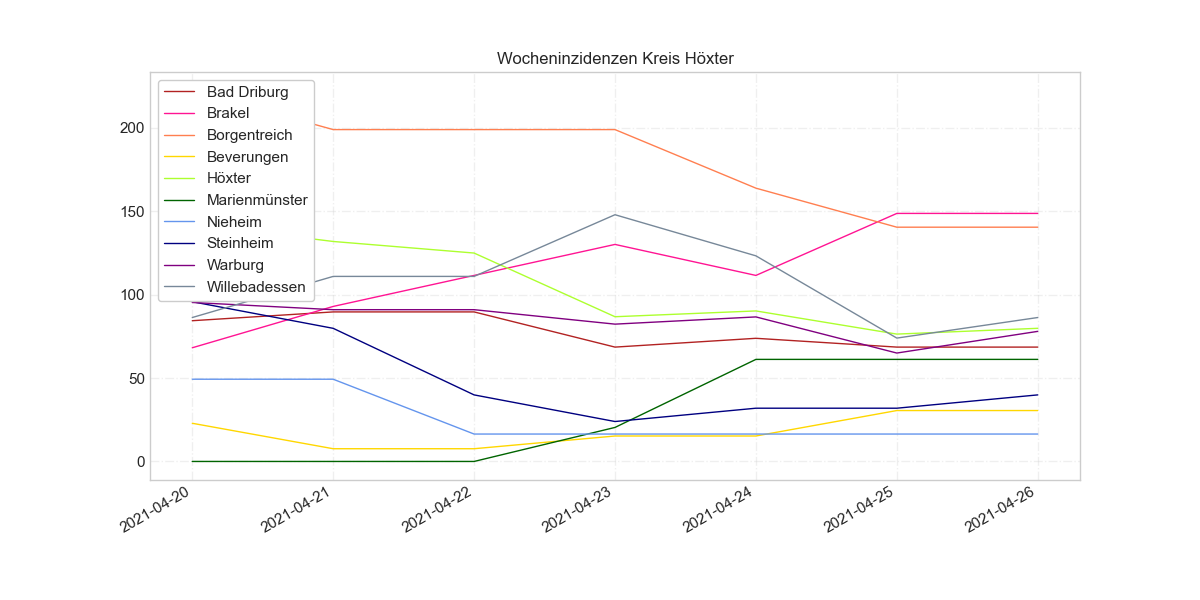 Wocheninzidenzen Kreis Höxter
Bad Driburg
Brakel
Borgentreich
Beverungen
Höxter
Marienmünster
Nieheim
Steinheim
Warburg
Willebadessen
200
150
100
50
0
2021-04-20
2021-04-21
2021-04-22
2021-04-23
2021-04-24
2021-04-25
2021-04-26